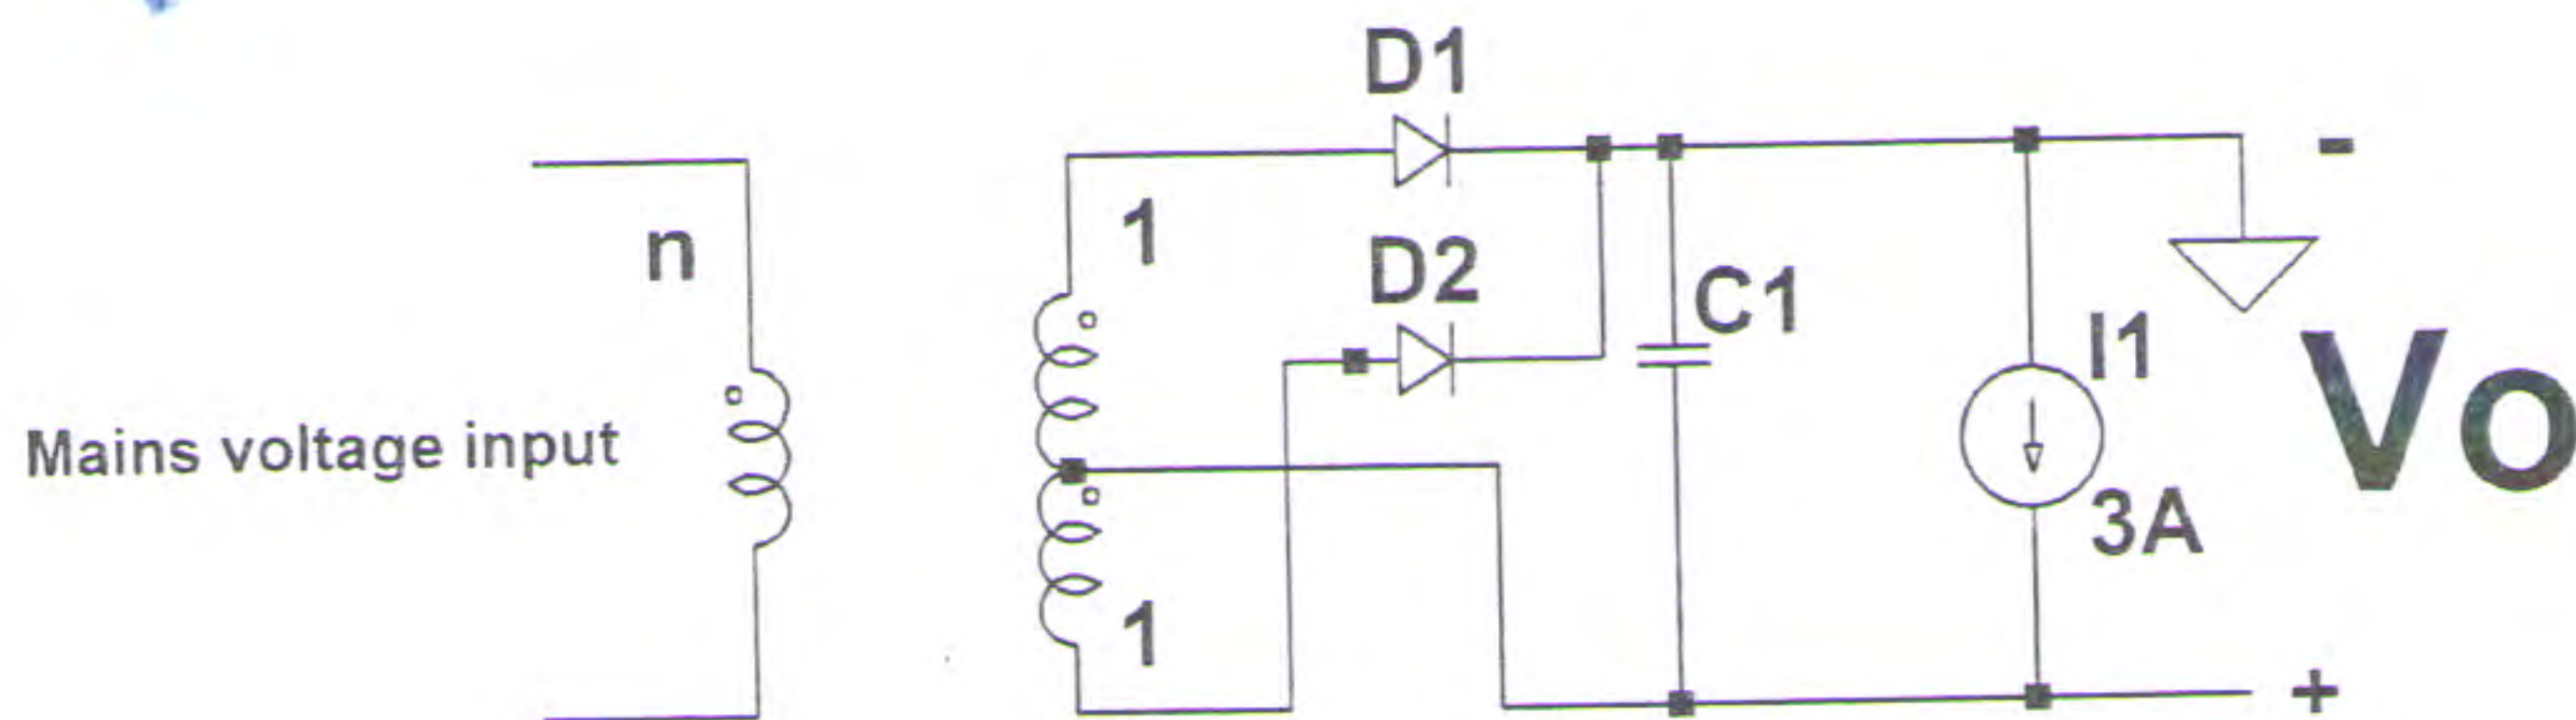 D1
-
1
n
D2
C1
I1
Vo
Mains voltage input
3A
1
+